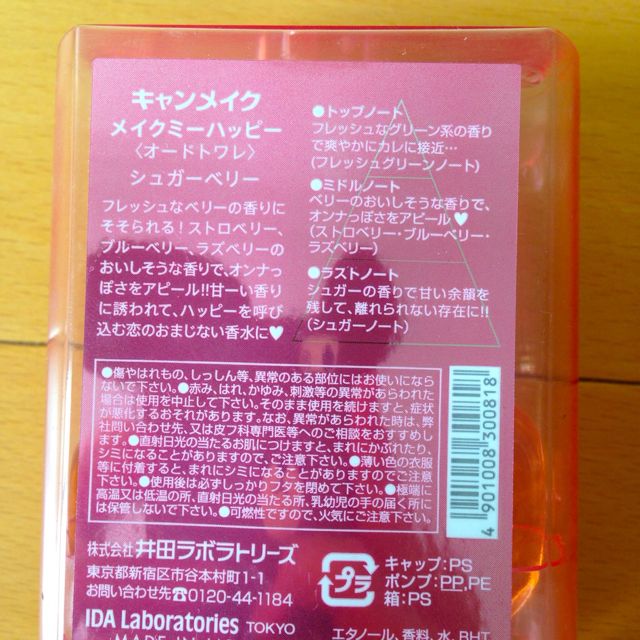 キャンメイク
メイクミーハッピー
〈オードトワレ〉
シュガーベリー
フレッシュなベリーの香りに
そそられる!ストロベリー、
ブルーベリー、ラズベリーの
おいしそうな香りで、オンナっ
ぽさをアピール!!甘〜い香り
に誘われて、ハッピーを呼び
込む恋のおまじない香水に♥
●トップノート
フレッシュなグリーン系の香り
で爽やかにカレに接近…
(フレッシュグリーンノート)
●ミドルノート
ベリーのおいしそうな香りで、
オンナっぽさをアピール♥
(ストロベリー・ブルーベリー・
ラズベリー)
●ラストノート
シュガーの香りで甘い余韻を
残して、離れられない存在に!!
(シュガーノート)
●傷やはれもの、しっしん等、異常のある部位にはお使いになら
ないで下さい。●赤み、はれ、かゆみ、刺激等の異常があらわれた
場合は使用を中止して下さい。そのまま使用を続けますと、症状
が悪化するおそれがあります。なお、異常があらわれた時は、弊
社問い合わせ先、又は皮フ科専門医等へのご相談をおすすめし
ます。●直射日光の当たるお肌につけますと、まれにかぶれたり、
シミになることがありますので、ご注意下さい。●薄い色の衣服
等に付着すると、まれにシミになることがありますのでご注意下
さい。●使用後は必ずしっかりフタを閉めて下さい。●極端に
高温又は低温の所、直射日光の当たる所、乳幼児の手の届く所に
は保管しないで下さい。●可燃性ですので、火気にご注意下さい。
4 901008 300818
株式会社 井田ラボラトリーズ
東京都新宿区市谷本村町1-1
お問い合わせ先☎0120-44-1184
IDA Laboratories TOKYO
MADE IN
プラ
キャップ:PS
ポンプ:PP,PE
箱:PS
エタノール、香料、水、BHT